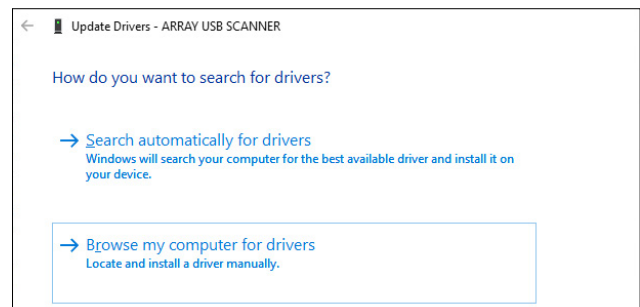 Update Drivers - ARRAY USB SCANNER
How do you want to search for drivers?
Search automatically for drivers
Windows will search your computer for the best available driver and install it on
your device.
Browse my computer for drivers
Locate and install a driver manually.